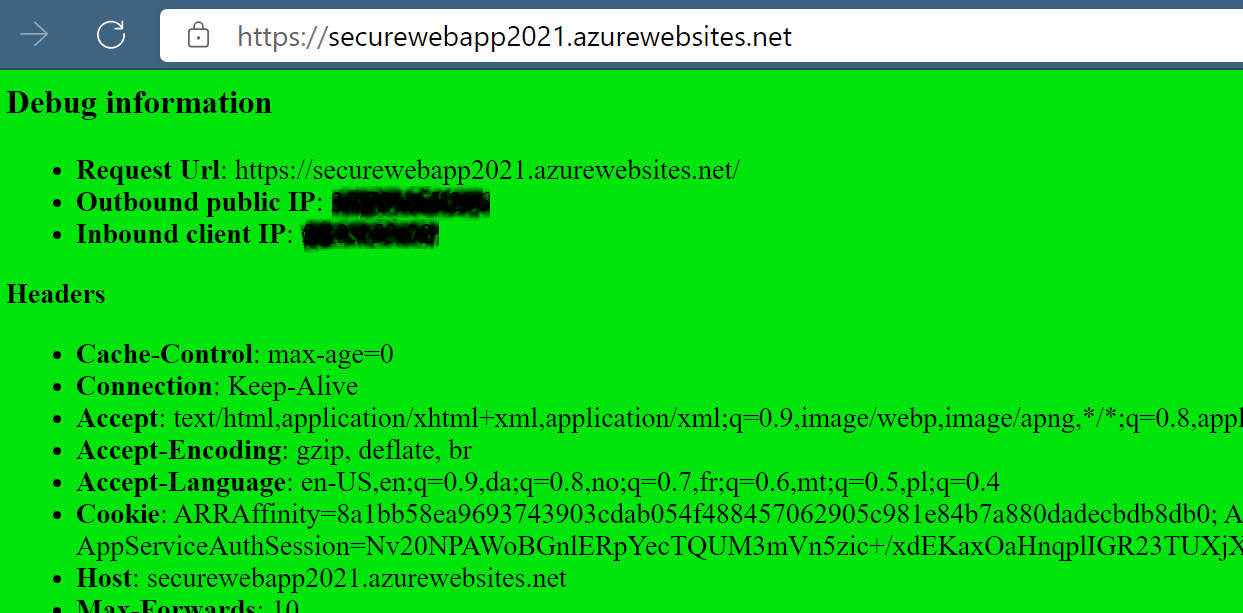 https://securewebapp2021.azurewebsites.net
Debug information
• Request Url: https://securewebapp2021.azurewebsites.net/
• Outbound public IP:
• Inbound client IP:
Headers
• Cache-Control: max-age=0
• Connection: Keep-Alive
• Accept: text/html,application/xhtml+xml,application/xml;q=0.9,image/webp,image/apng,*/*;q=0.8,appl
• Accept-Encoding: gzip, deflate, br
• Accept-Language: en-US,en;q=0.9,da;q=0.8,no;q=0.7,fr;q=0.6,mt;q=0.5,pl;q=0.4
• Cookie: ARRAffinity=8a1bb58ea9693743903cdab054f488457062905c981e84b7a880dadecbdb8db0; A
AppServiceAuthSession=Nv20NPAWoBGnlERpYecTQUM3mVn5zic+/xdEKaxOaHnqplIGR23TUXjX
• Host: securewebapp2021.azurewebsites.net
• Max-Forwards: 10